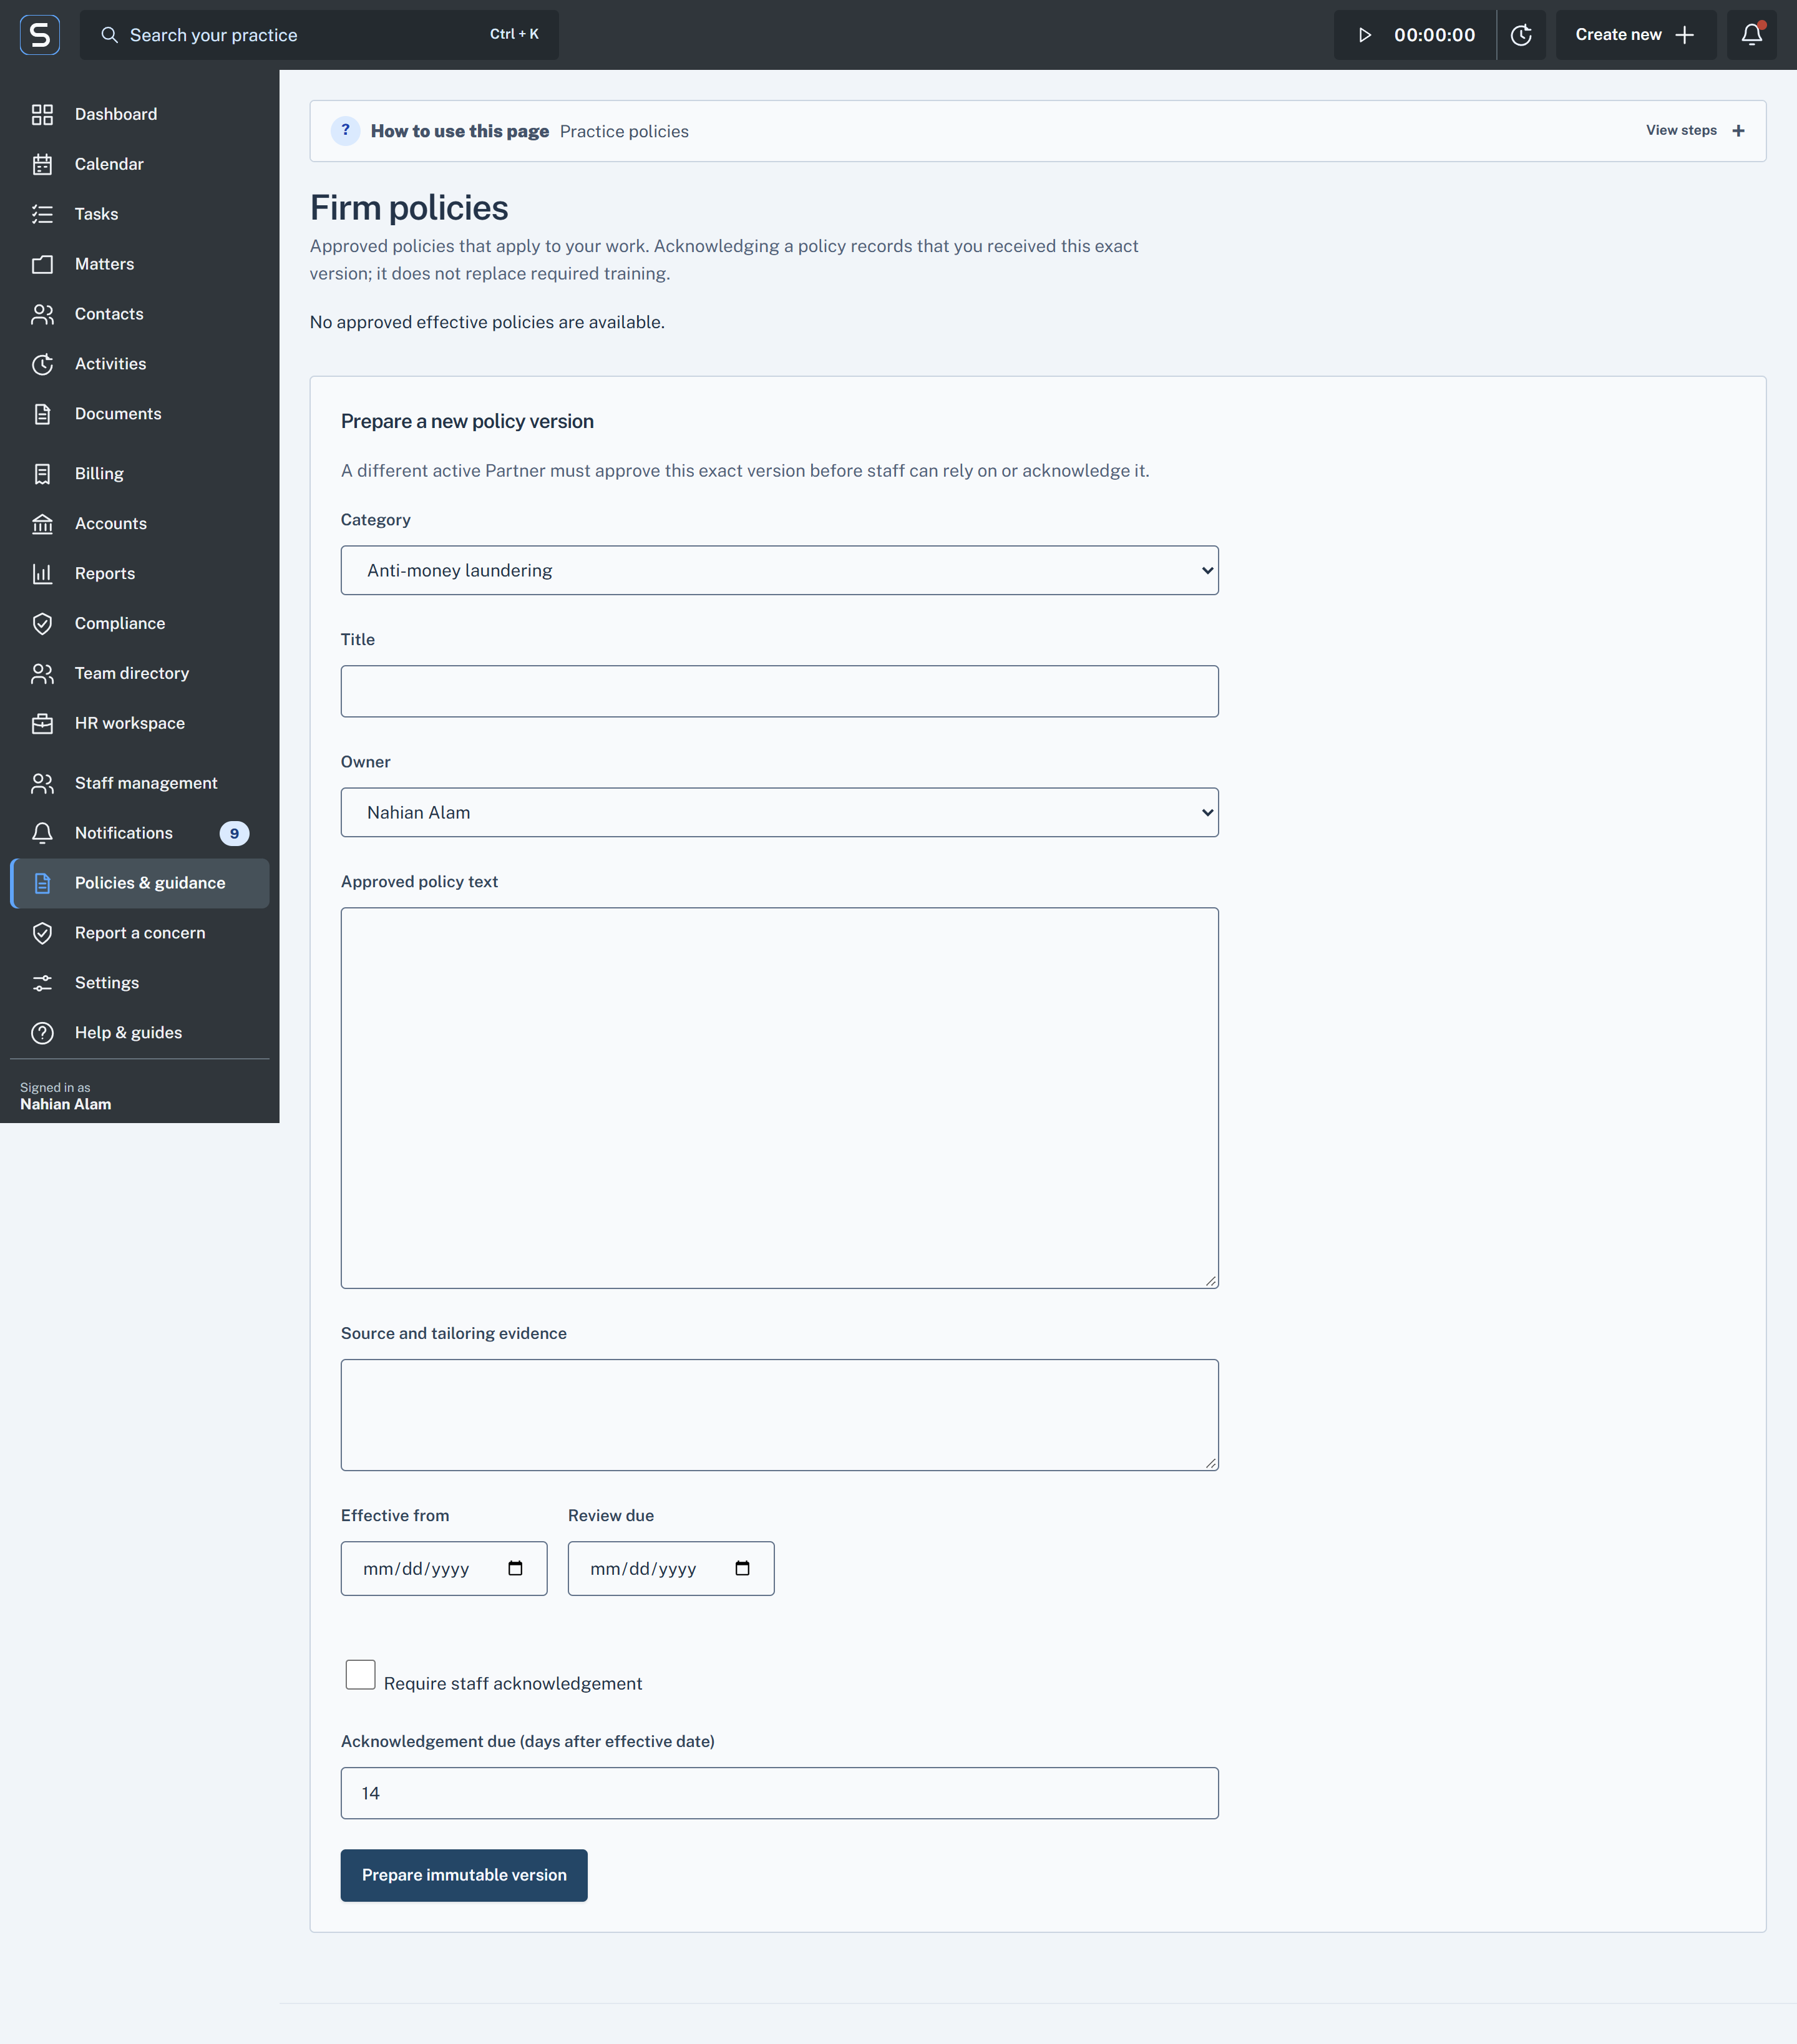 S
Search your practice
Ctrl + K
00:00:00
Create new
Dashboard
Calendar
Tasks
Matters
Contacts
Activities
Documents
Billing
Accounts
Reports
Compliance
Team directory
HR workspace
Staff management
Notifications 9
Policies & guidance
Report a concern
Settings
Help & guides
Signed in as
Nahian Alam
? How to use this page Practice policies
View steps +
Firm policies
Approved policies that apply to your work. Acknowledging a policy records that you received this exact
version; it does not replace required training.
No approved effective policies are available.
Prepare a new policy version
A different active Partner must approve this exact version before staff can rely on or acknowledge it.
Category
Anti-money laundering
Title
Owner
Nahian Alam
Approved policy text
Source and tailoring evidence
Effective from Review due
mm/dd/yyyy mm/dd/yyyy
Require staff acknowledgement
Acknowledgement due (days after effective date)
14
Prepare immutable version